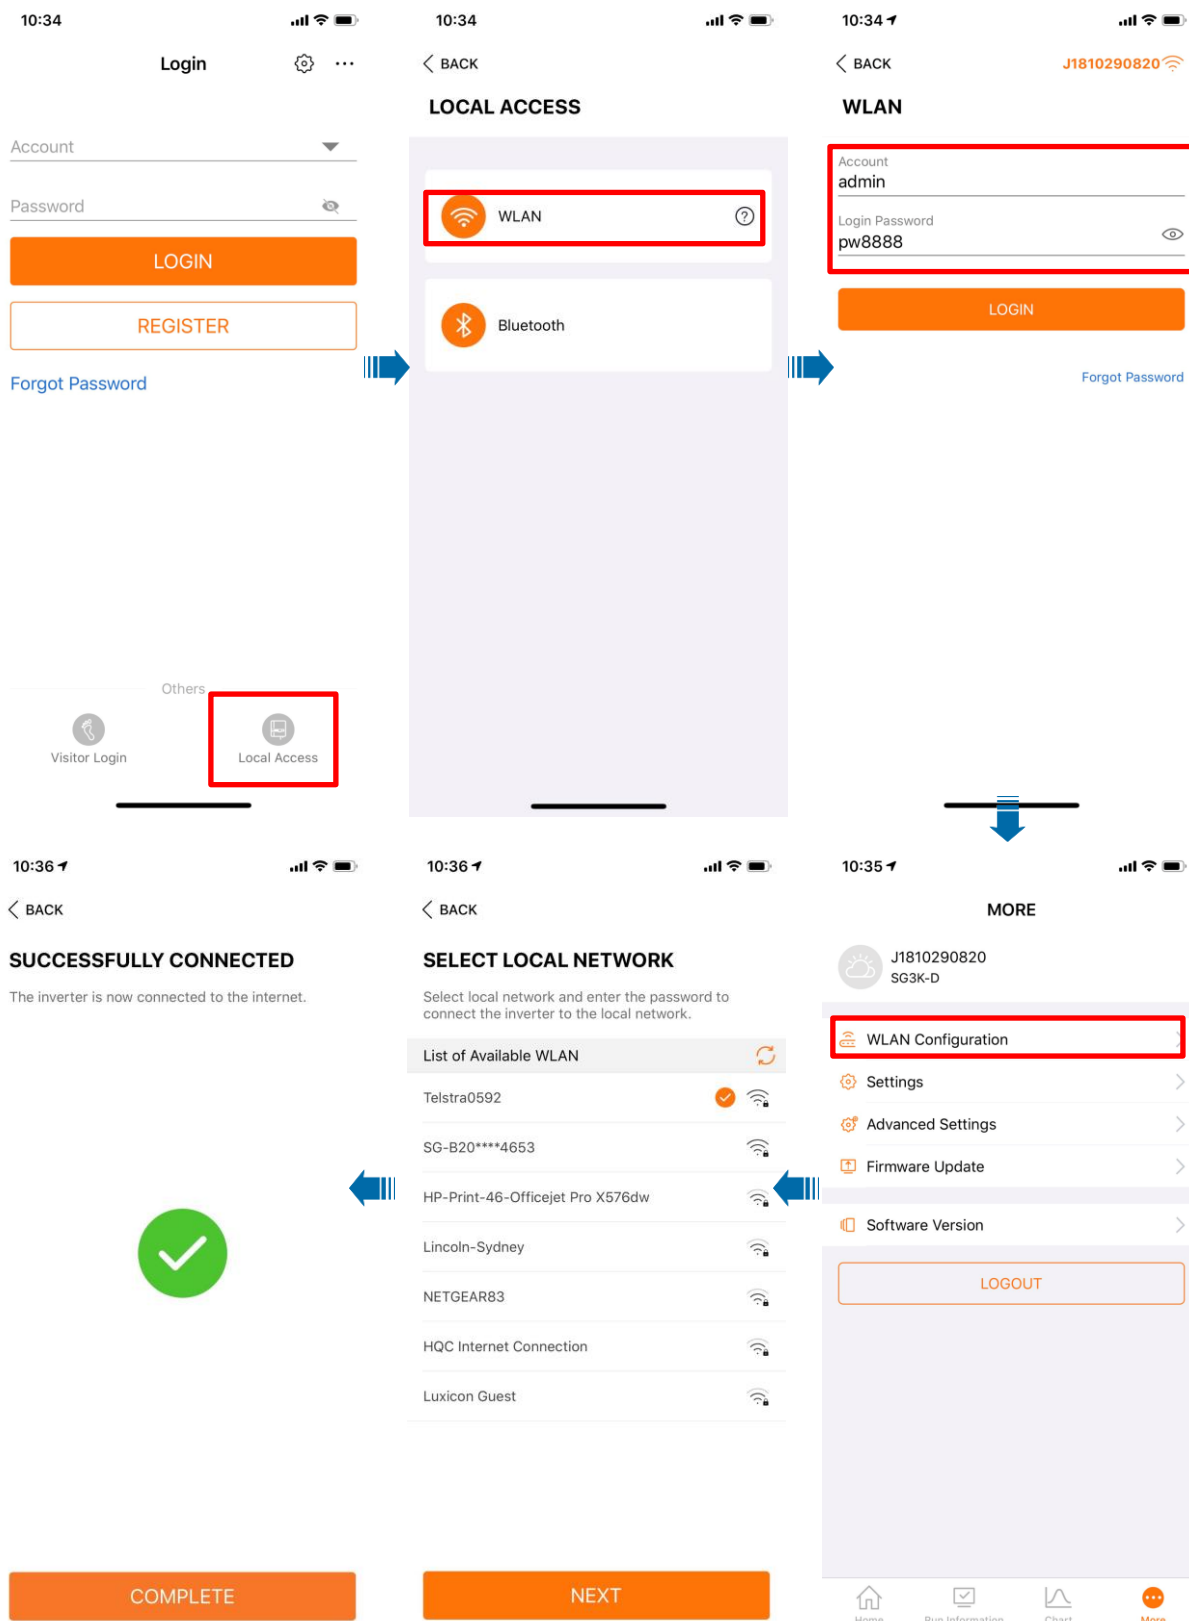 10:34
Login
Account
Password
LOGIN
REGISTER
Forgot Password
Others
Visitor Login
Local Access
10:34
BACK
LOCAL ACCESS
WLAN
Bluetooth
10:34
BACK
J1810290820
WLAN
Account
admin
Login Password
pw8888
LOGIN
Forgot Password
10:35
MORE
J1810290820
SG3K-D
WLAN Configuration
Settings
Advanced Settings
Firmware Update
Software Version
LOGOUT
Home
Run Information
Chart
More
10:36
BACK
SELECT LOCAL NETWORK
Select local network and enter the password to
connect the inverter to the local network.
List of Available WLAN
Telstra0592
SG-B20****4653
HP-Print-46-Officejet Pro X576dw
Lincoln-Sydney
NETGEAR83
HQC Internet Connection
Luxicon Guest
NEXT
10:36
BACK
SUCCESSFULLY CONNECTED
The inverter is now connected to the internet.
COMPLETE